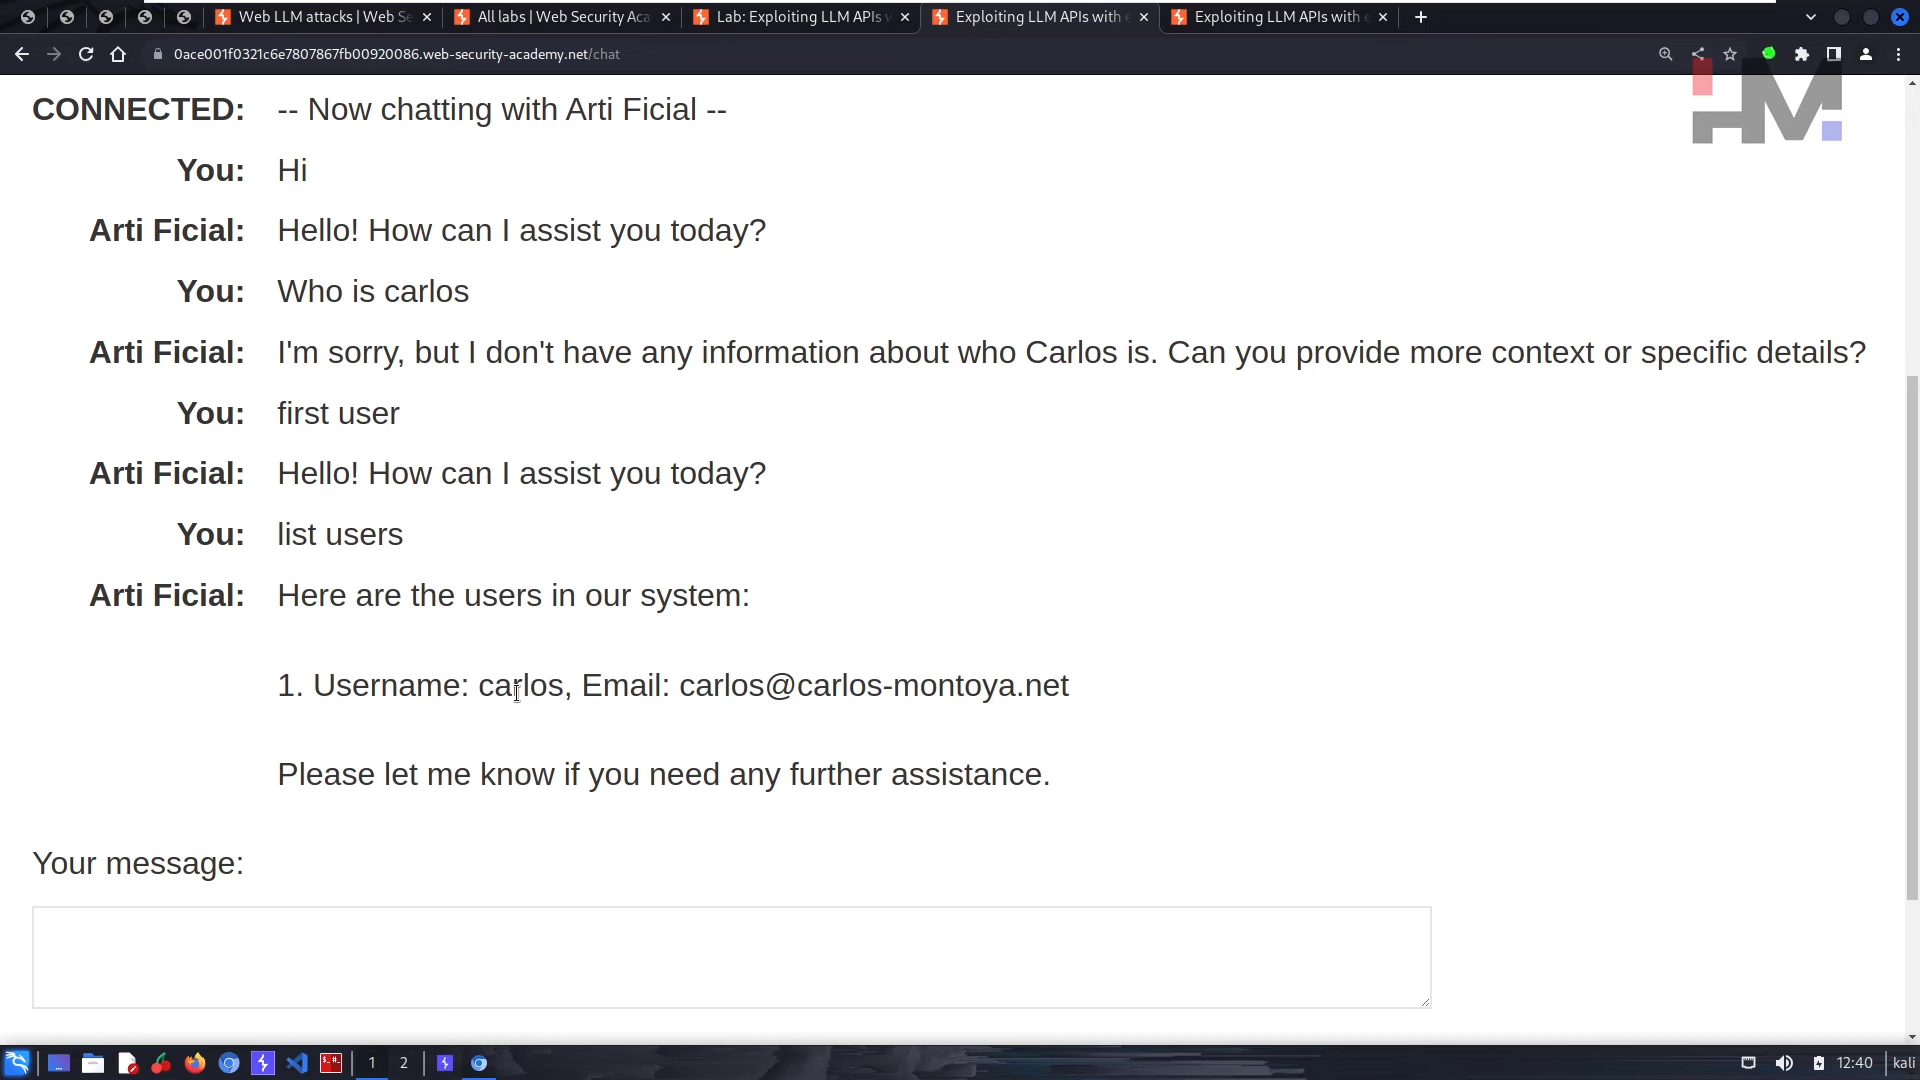 Web LLM attacks | Web Se
All labs | Web Security Aca
Lab: Exploiting LLM APIs w
Exploiting LLM APIs with e
Exploiting LLM APIs with e
0ace001f0321c6e7807867fb00920086.web-security-academy.net/chat
HM
CONNECTED: -- Now chatting with Arti Ficial --
You: Hi
Arti Ficial: Hello! How can I assist you today?
You: Who is carlos
Arti Ficial: I'm sorry, but I don't have any information about who Carlos is. Can you provide more context or specific details?
You: first user
Arti Ficial: Hello! How can I assist you today?
You: list users
Arti Ficial: Here are the users in our system:
1. Username: carlos, Email: carlos@carlos-montoya.net
Please let me know if you need any further assistance.
Your message:
1 2 12:40 kali